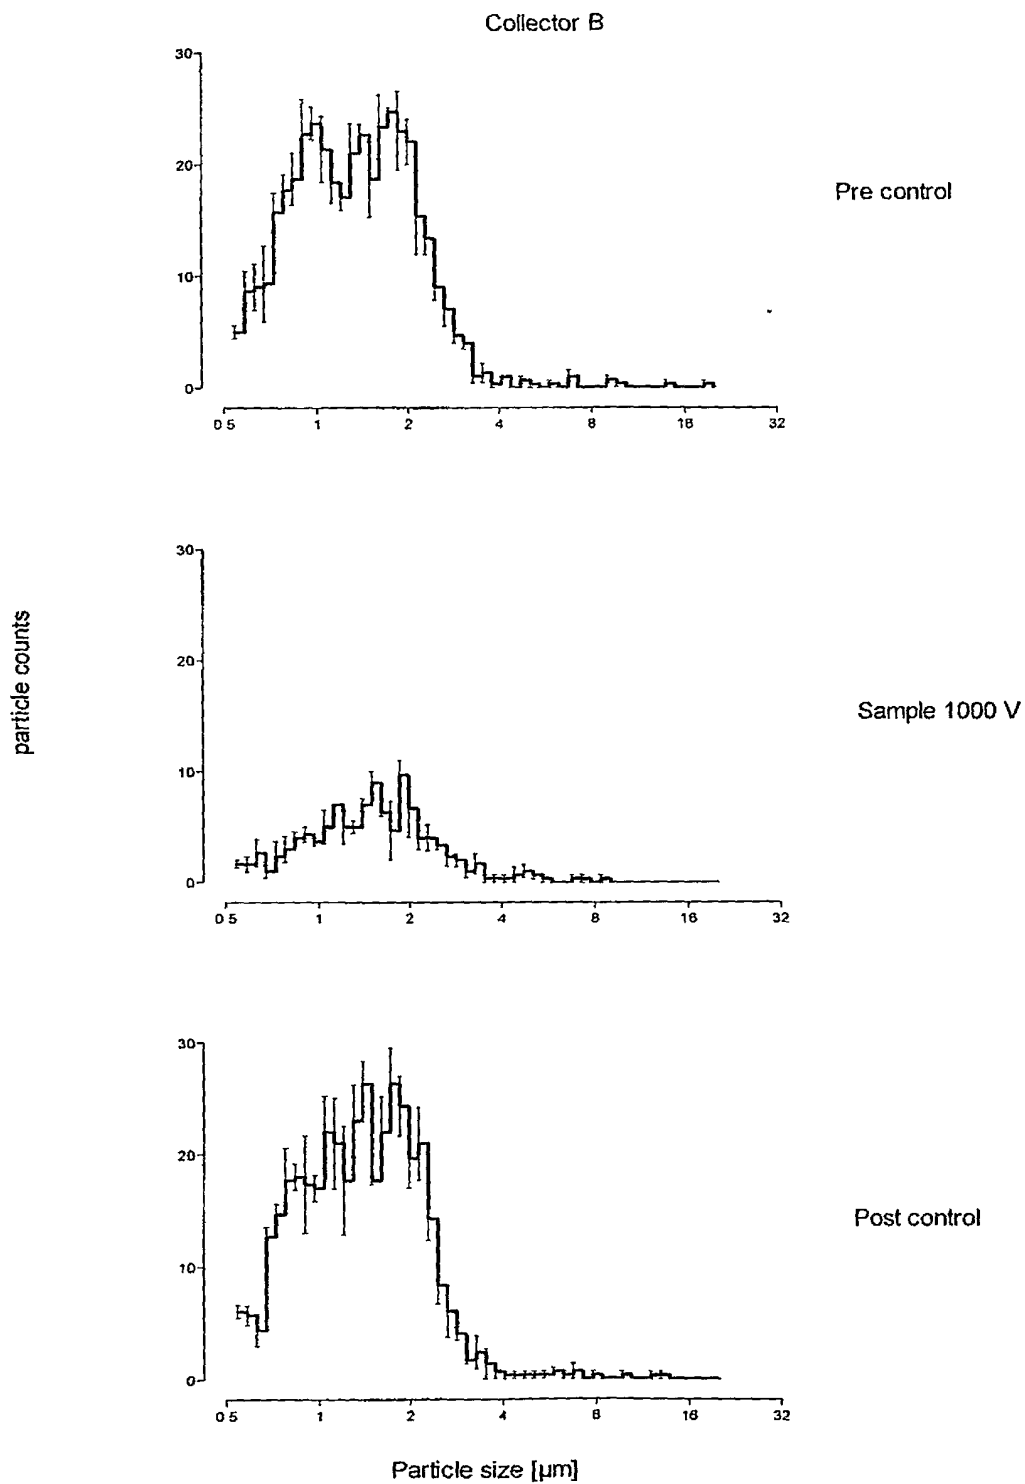 Collector B
30
20
10
0
0 5 1 2 4 8 16 32
Pre control
particle counts
30
20
10
0
0 5 1 2 4 8 16 32
Sample 1000 V
30
20
10
0
0 5 1 2 4 8 16 32
Post control
Particle size [µm]